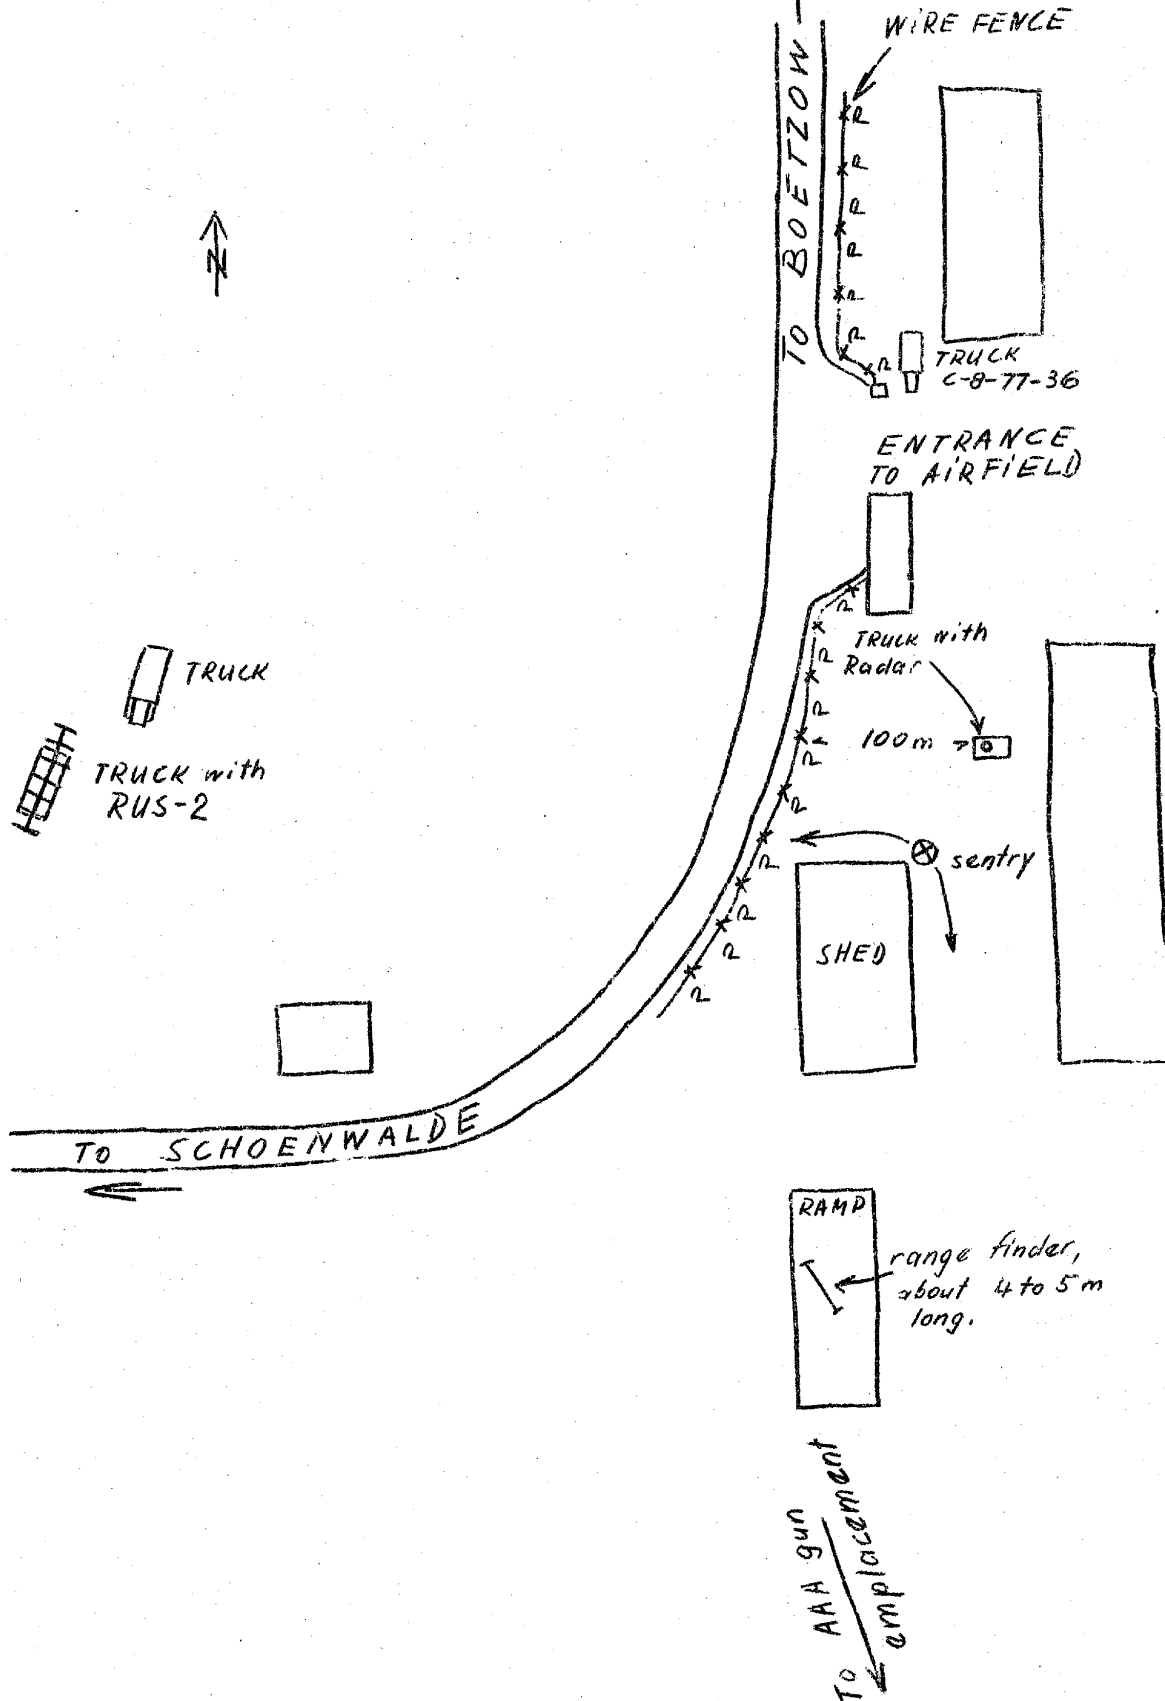 WiRE FENCE
TO BOETZOW
N
TRUCK
C-8-77-36
ENTRANCE
TO AiRFiELD
TRUCK with
Radar
100m
TRUCK
TRUCK with
RUS-2
sentry
SHED
TO SCHOENWALDE
RAMP
range finder,
about 4 to 5 m
long.
To AAA gun
emplacement